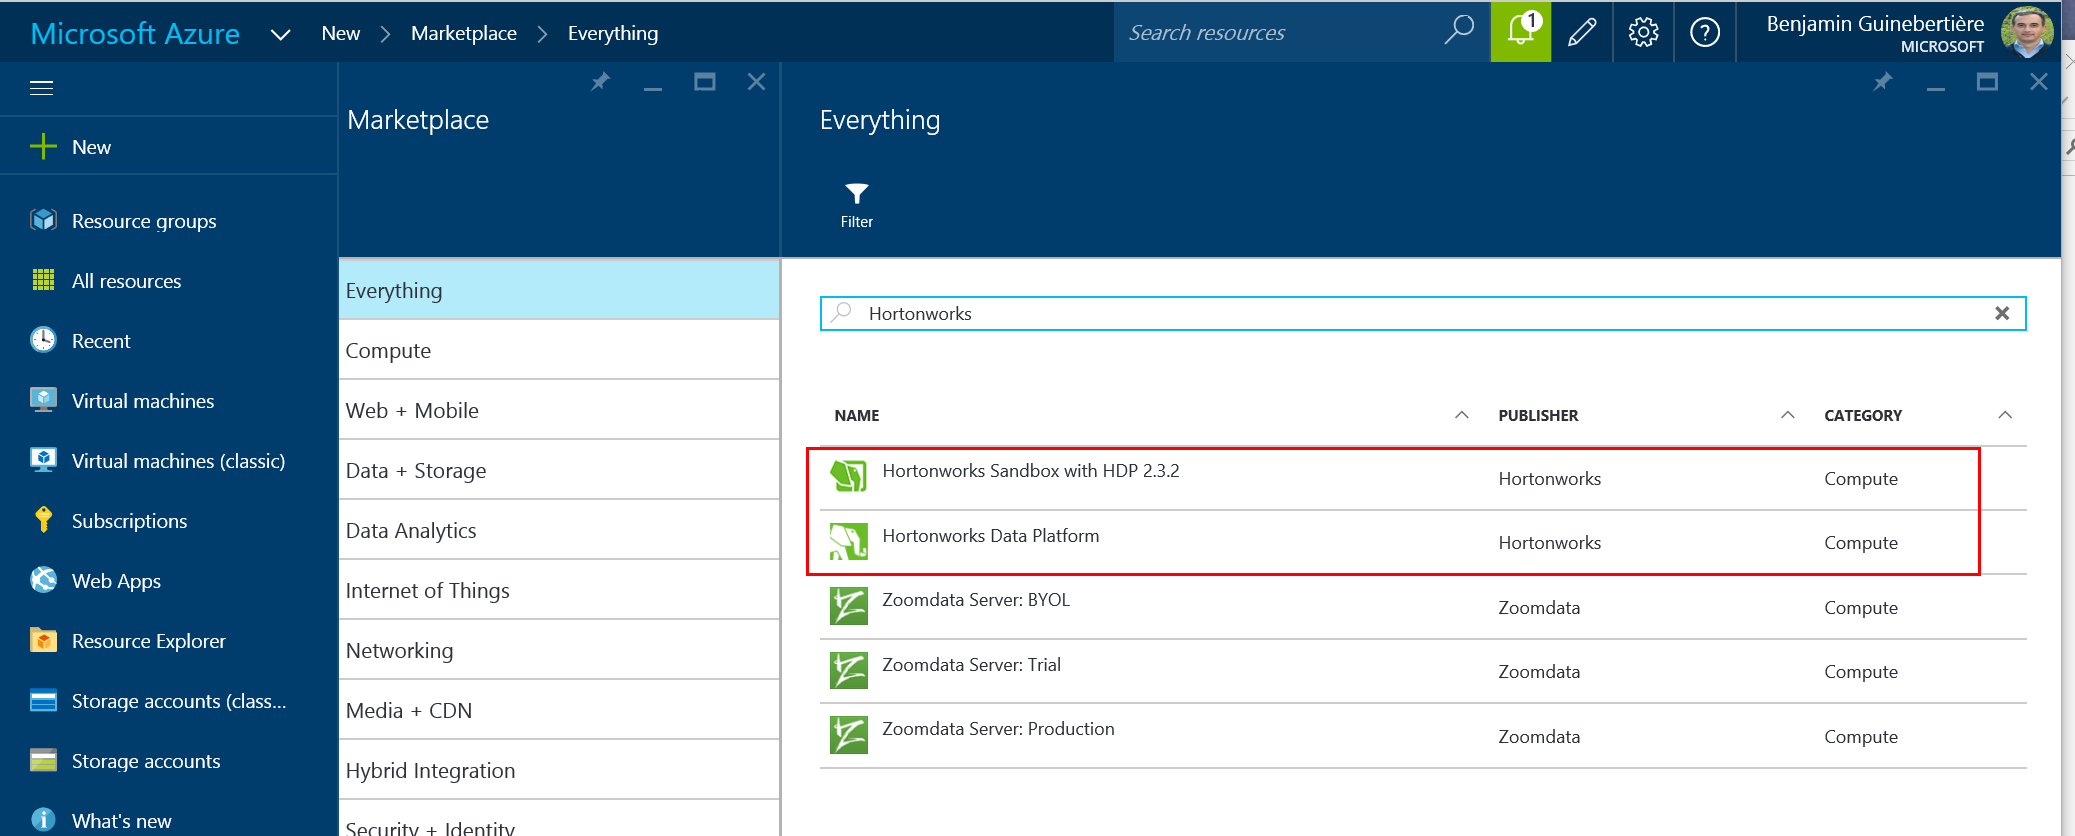 Microsoft Azure New Marketplace Everything
Search resources
1
Benjamin Guinebertière
MICROSOFT
New
Resource groups
All resources
Recent
Virtual machines
Virtual machines (classic)
Subscriptions
Web Apps
Resource Explorer
Storage accounts (class...
Storage accounts
What's new
Marketplace
Everything
Compute
Web + Mobile
Data + Storage
Data Analytics
Internet of Things
Networking
Media + CDN
Hybrid Integration
Security + Identity
Everything
Filter
Hortonworks
NAME PUBLISHER CATEGORY
Hortonworks Sandbox with HDP 2.3.2 Hortonworks Compute
Hortonworks Data Platform Hortonworks Compute
Zoomdata Server: BYOL Zoomdata Compute
Zoomdata Server: Trial Zoomdata Compute
Zoomdata Server: Production Zoomdata Compute